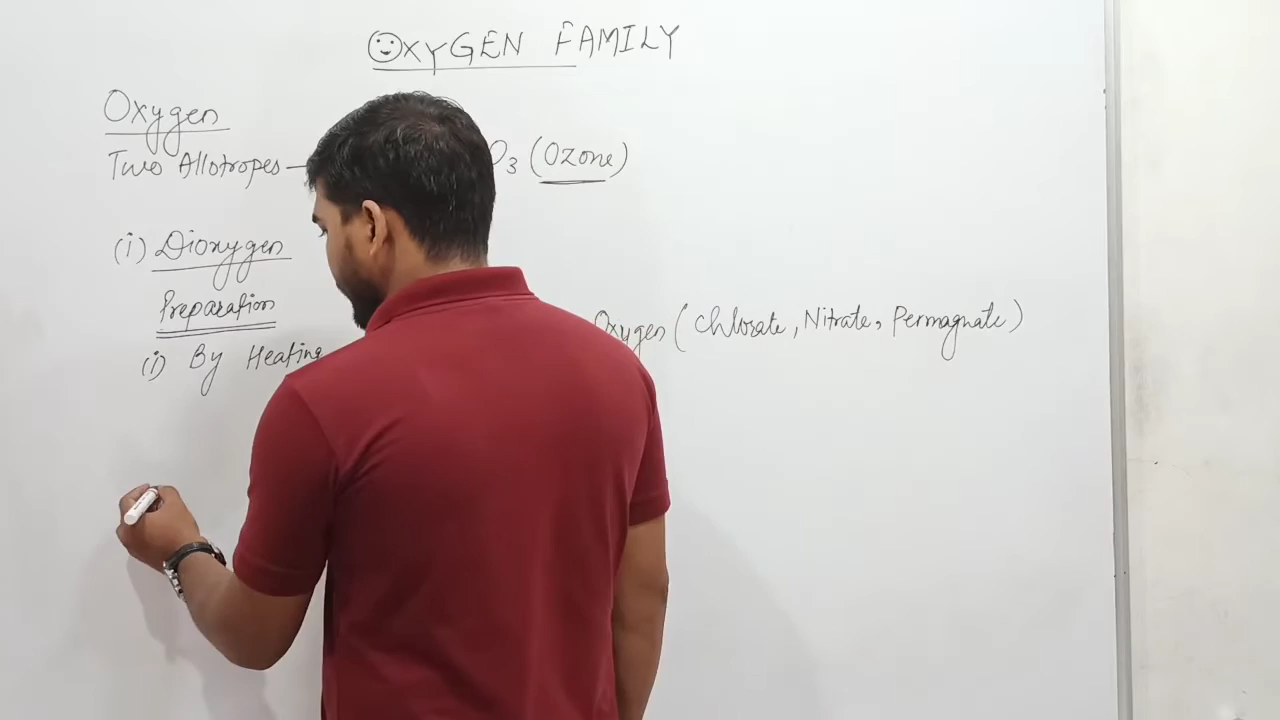 OXYGEN FAMILY
Oxygen
Two Allotropes — O3 (Ozone)
(i) Dioxygen
Preparation
(i) By Heating Oxygen (Chlorate, Nitrate, Permagnate)